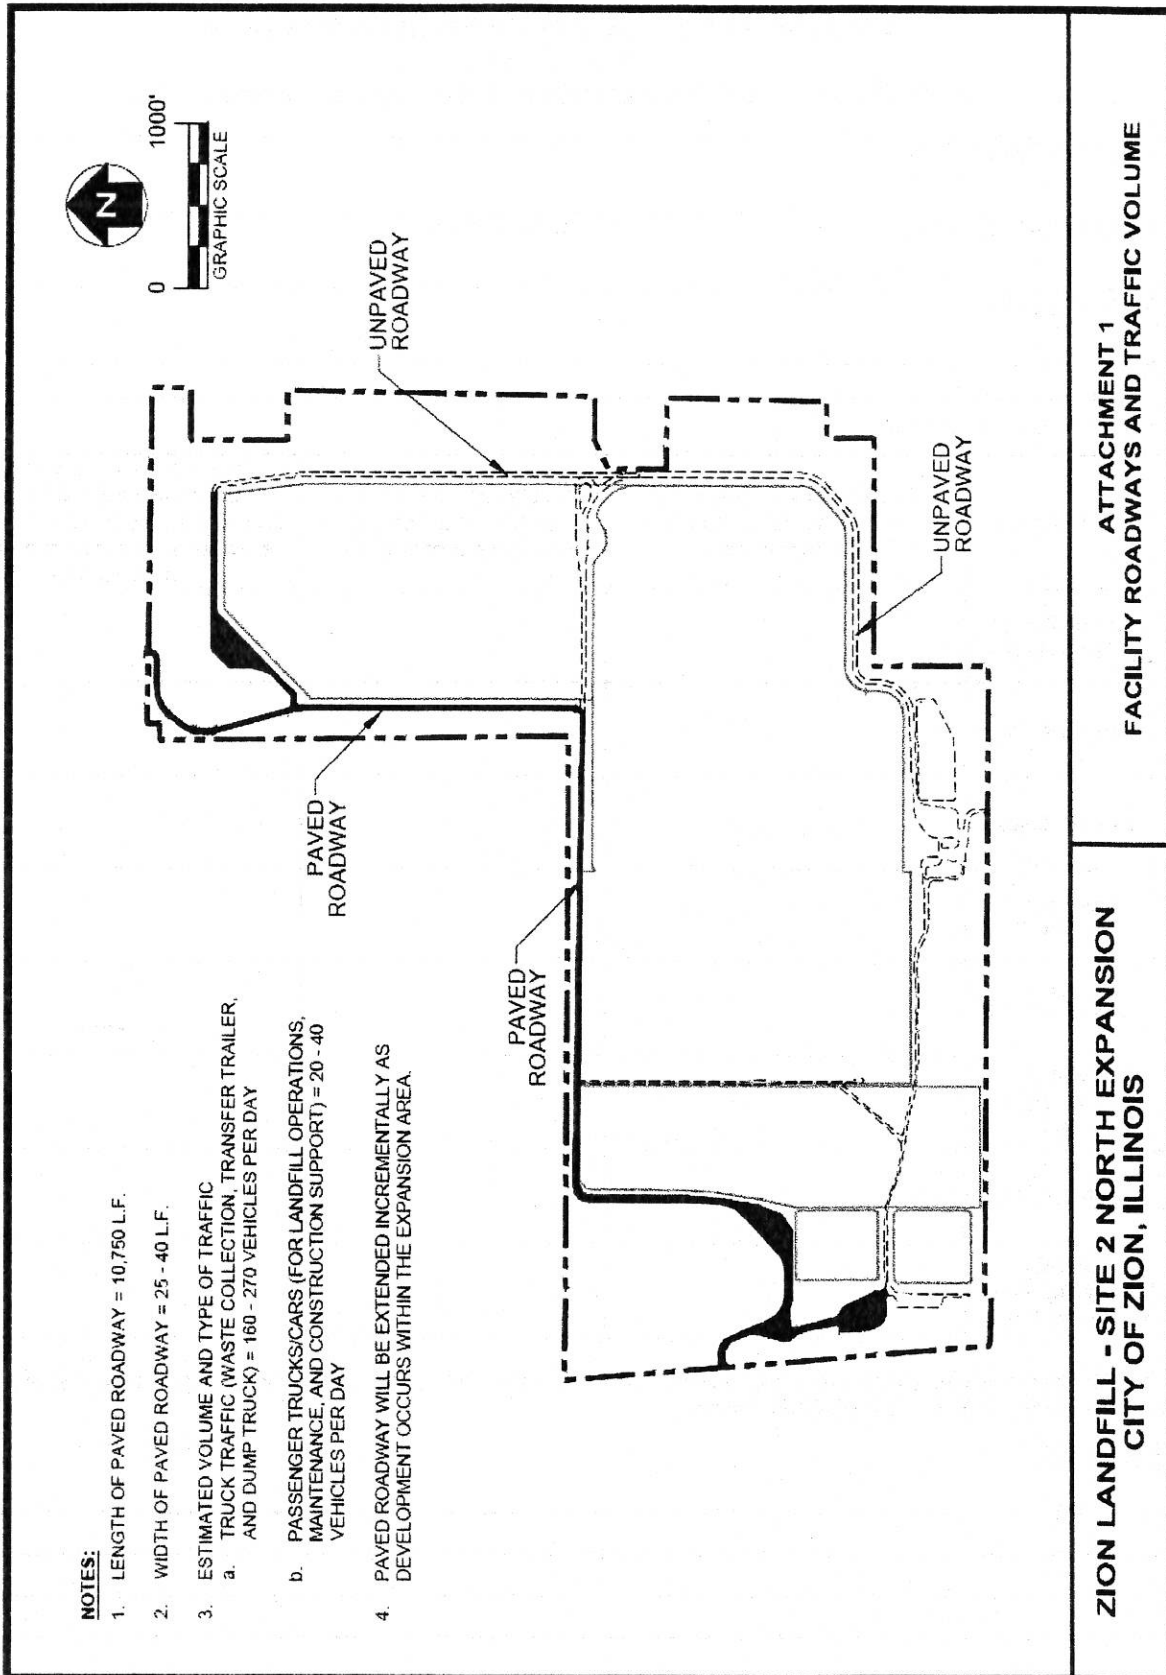 NOTES:
1. LENGTH OF PAVED ROADWAY = 10,750 L.F.
2. WIDTH OF PAVED ROADWAY = 25 - 40 L.F.
3. ESTIMATED VOLUME AND TYPE OF TRAFFIC
a. TRUCK TRAFFIC (WASTE COLLECTION, TRANSFER TRAILER,
AND DUMP TRUCK) = 160 - 270 VEHICLES PER DAY
b. PASSENGER TRUCKS/CARS (FOR LANDFILL OPERATIONS,
MAINTENANCE, AND CONSTRUCTION SUPPORT) = 20 - 40
VEHICLES PER DAY
4. PAVED ROADWAY WILL BE EXTENDED INCREMENTALLY AS
DEVELOPMENT OCCURS WITHIN THE EXPANSION AREA.
N
0 1000'
GRAPHIC SCALE
PAVED
ROADWAY
UNPAVED
ROADWAY
PAVED
ROADWAY
UNPAVED
ROADWAY
ZION LANDFILL - SITE 2 NORTH EXPANSION
CITY OF ZION, ILLINOIS
ATTACHMENT 1
FACILITY ROADWAYS AND TRAFFIC VOLUME